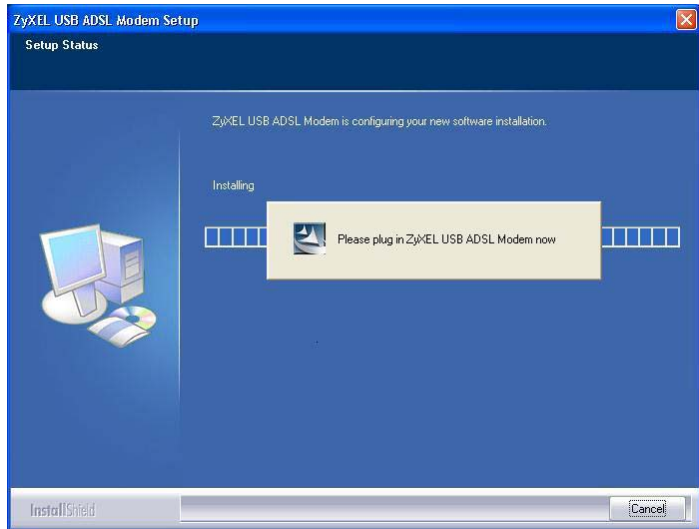 ZyXEL USB ADSL Modem Setup
Setup Status
ZyXEL USB ADSL Modem is configuring your new software installation.
Installing
Please plug in ZyXEL USB ADSL Modem now
InstallShield
Cancel